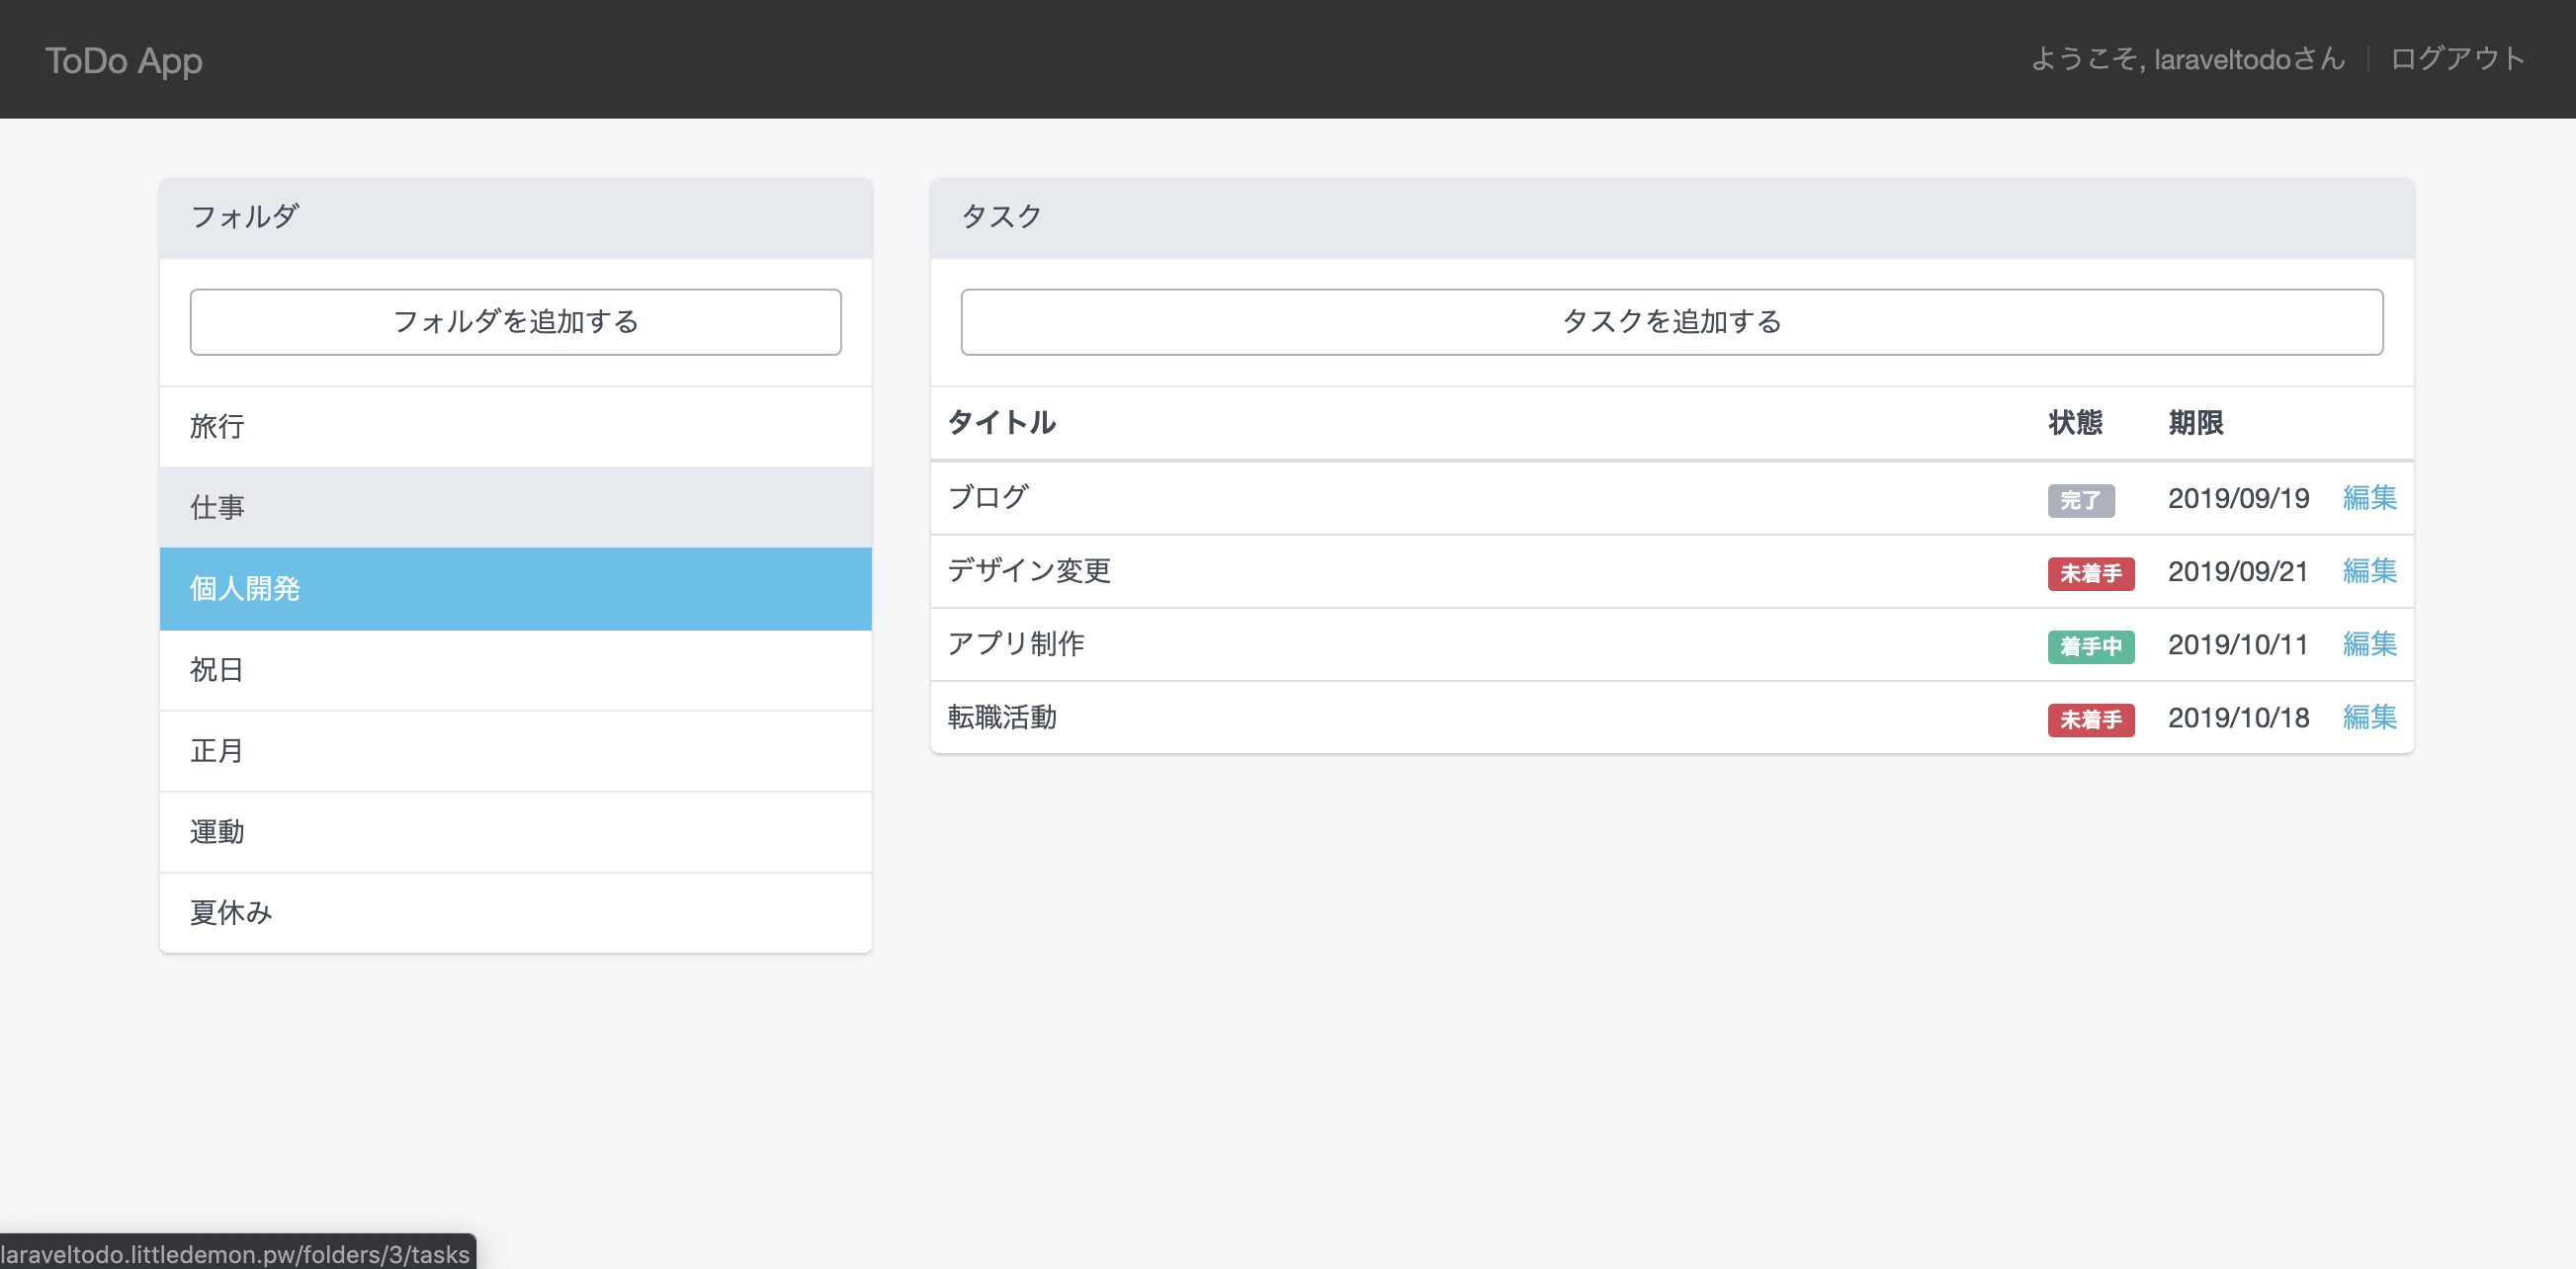 ToDo App
ようこそ, laraveltodoさん | ログアウト
フォルダ
フォルダを追加する
旅行
仕事
個人開発
祝日
正月
運動
夏休み
タスク
タスクを追加する
タイトル 状態 期限
ブログ 完了 2019/09/19 編集
デザイン変更 未着手 2019/09/21 編集
アプリ制作 着手中 2019/10/11 編集
転職活動 未着手 2019/10/18 編集
laraveltodo.littledemon.pw/folders/3/tasks